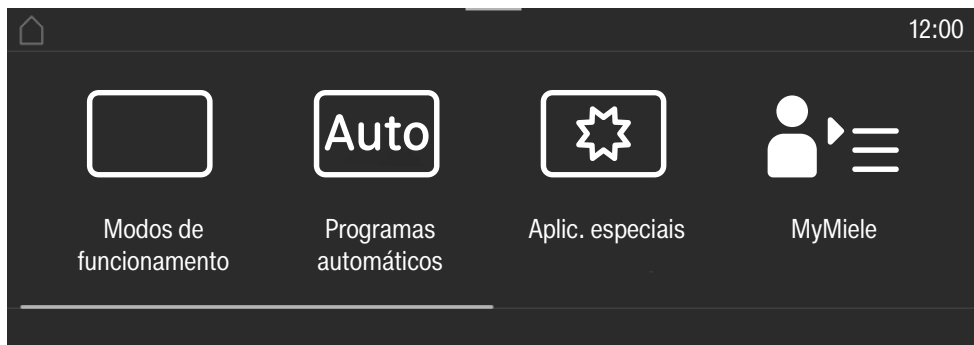 12:00
Auto
Modos de
funcionamento
Programas
automáticos
Aplic. especiais
MyMiele